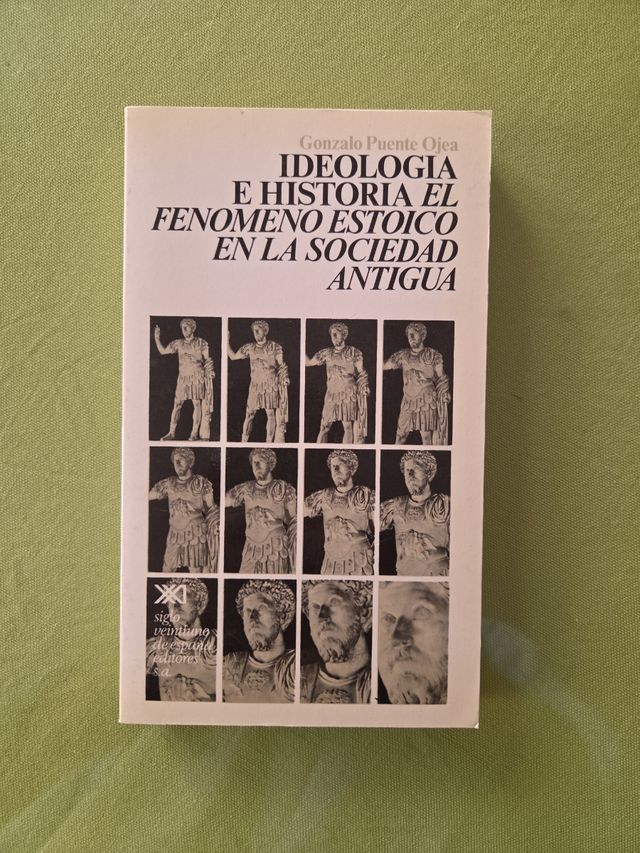 Gonzalo Puente Ojea
IDEOLOGIA
E HISTORIA EL
FENOMENO ESTOICO
EN LA SOCIEDAD
ANTIGUA
XXI
siglo
veintiuno
de españa
editores
s.a.